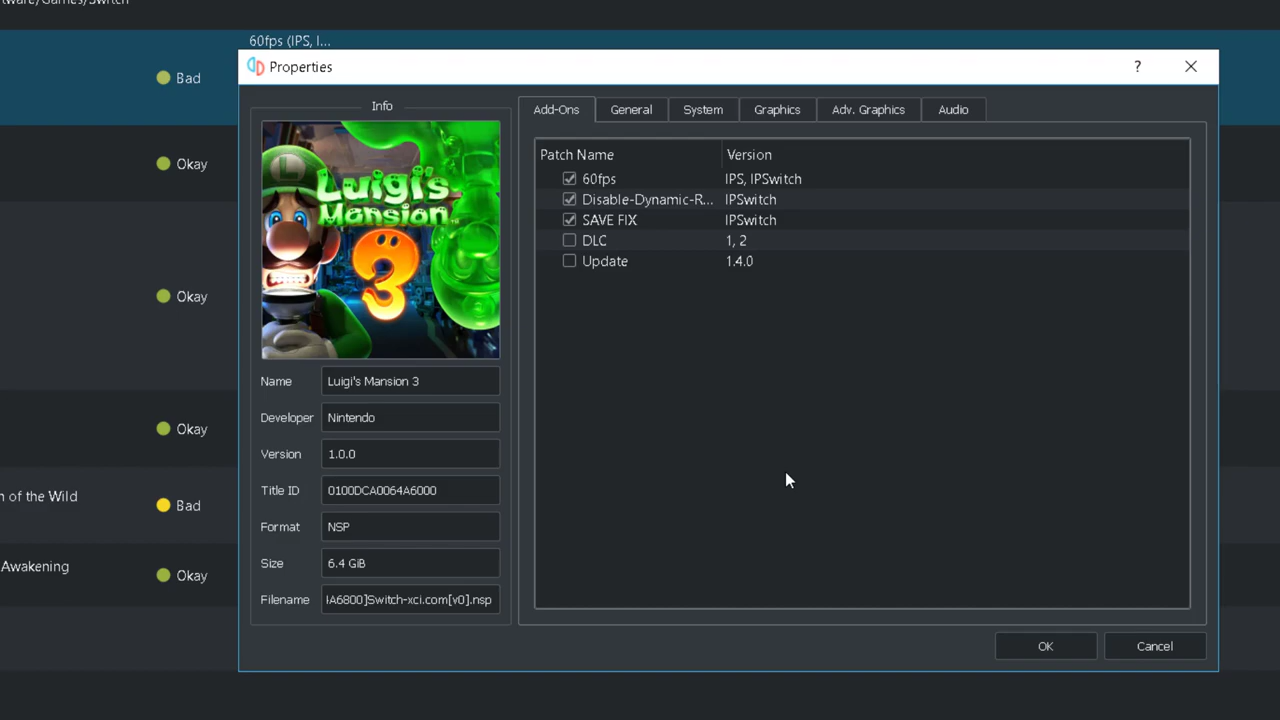 tware/Games/Switch
60fps (IPS, I...
Bad
Okay
Okay
Okay
n of the Wild
Bad
Awakening
Okay
Properties
?
Info
Luigi's
Mansion
3
Name
Luigi's Mansion 3
Developer
Nintendo
Version
1.0.0
Title ID
0100DCA0064A6000
Format
NSP
Size
6.4 GiB
Filename
IA6800]Switch-xci.com[v0].nsp
Add-Ons General System Graphics Adv. Graphics Audio
Patch Name Version
60fps IPS, IPSwitch
Disable-Dynamic-R... IPSwitch
SAVE FIX IPSwitch
DLC 1, 2
Update 1.4.0
OK Cancel